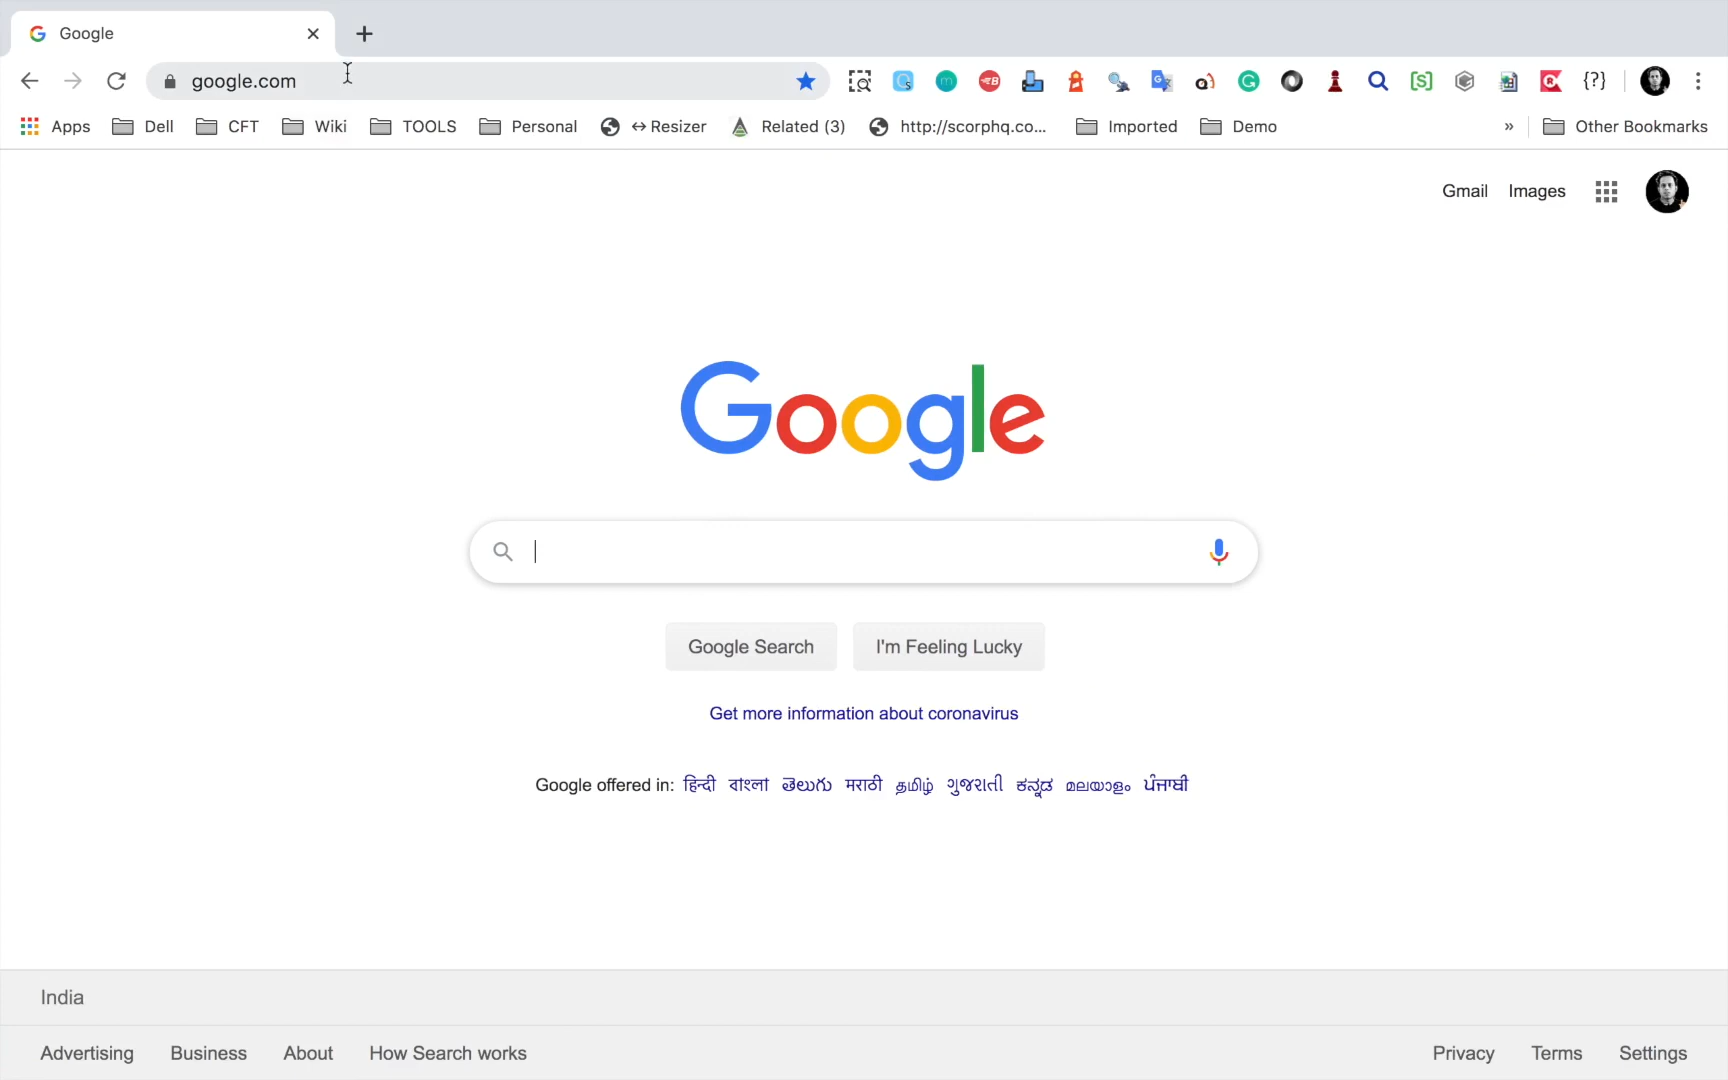 Google
google.com
Apps Dell CFT Wiki TOOLS Personal ↔ Resizer Related (3) http://scorphq.co... Imported Demo » Other Bookmarks
Gmail Images
Google
Google Search I'm Feeling Lucky
Get more information about coronavirus
Google offered in: हिन्दी বাংলা తెలుగు मराठी தமிழ் ગુજરાતી ಕನ್ನಡ മലയാളം ਪੰਜਾਬੀ
India
Advertising Business About How Search works Privacy Terms Settings